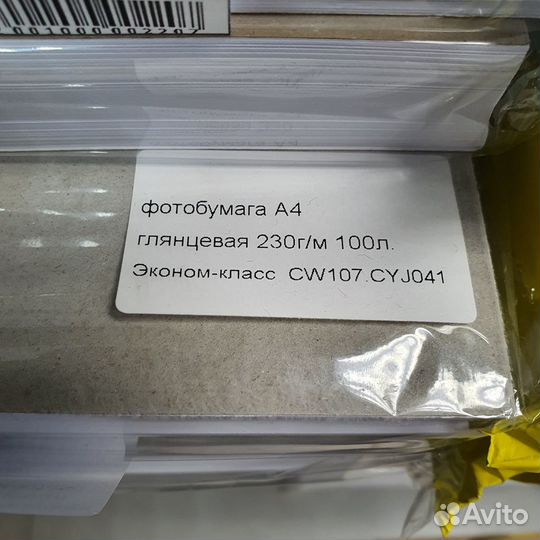 фотобумага А4
глянцевая 230г/м 100л.
Эконом-класс CW107.CYJ041
Avito